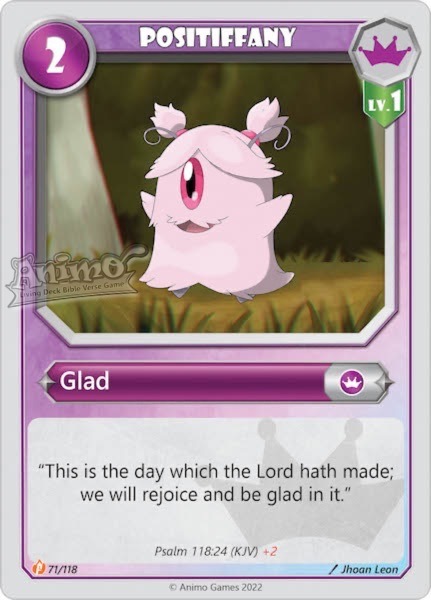 2
POSITIFFANY
LV.1
Animo
Living Deck Bible Verse Game
Glad
“This is the day which the Lord hath made;
we will rejoice and be glad in it.”
Psalm 118:24 (KJV) +2
71/118
Jhoan Leon
© Animo Games 2022